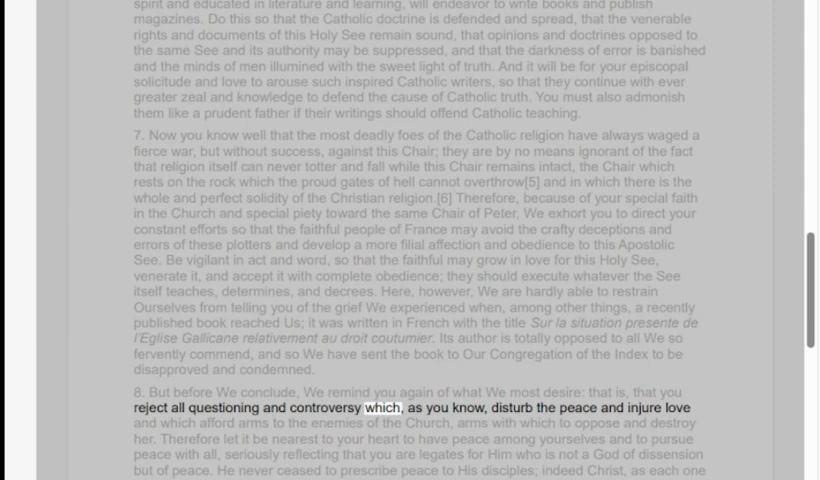 spirit and educated in literature and learning, will endeavor to write books and publish
magazines. Do this so that the Catholic doctrine is defended and spread, that the venerable
rights and documents of this Holy See remain sound, that opinions and doctrines opposed to
the same See and its authority may be suppressed, and that the darkness of error is banished
and the minds of men illumined with the sweet light of truth. And it will be for your episcopal
solicitude and love to arouse such inspired Catholic writers, so that they continue with ever
greater zeal and knowledge to defend the cause of Catholic truth. You must also admonish
them like a prudent father if their writings should offend Catholic teaching.
7. Now you know well that the most deadly foes of the Catholic religion have always waged a
fierce war, but without success, against this Chair; they are by no means ignorant of the fact
that religion itself can never totter and fall while this Chair remains intact, the Chair which
rests on the rock which the proud gates of hell cannot overthrow[5] and in which there is the
whole and perfect solidity of the Christian religion.[6] Therefore, because of your special faith
in the Church and special piety toward the same Chair of Peter, We exhort you to direct your
constant efforts so that the faithful people of France may avoid the crafty deceptions and
errors of these plotters and develop a more filial affection and obedience to this Apostolic
See. Be vigilant in act and word, so that the faithful may grow in love for this Holy See,
venerate it, and accept it with complete obedience; they should execute whatever the See
itself teaches, determines, and decrees. Here, however, We are hardly able to restrain
Ourselves from telling you of the grief We experienced when, among other things, a recently
published book reached Us; it was written in French with the title Sur la situation presente de
l'Eglise Gallicane relativement au droit coutumier. Its author is totally opposed to all We so
fervently commend, and so We have sent the book to Our Congregation of the Index to be
disapproved and condemned.
8. But before We conclude, We remind you again of what We most desire: that is, that you
reject all questioning and controversy which, as you know, disturb the peace and injure love
and which afford arms to the enemies of the Church, arms with which to oppose and destroy
her. Therefore let it be nearest to your heart to have peace among yourselves and to pursue
peace with all, seriously reflecting that you are legates for Him who is not a God of dissension
but of peace. He never ceased to prescribe peace to His disciples; indeed Christ, as each one